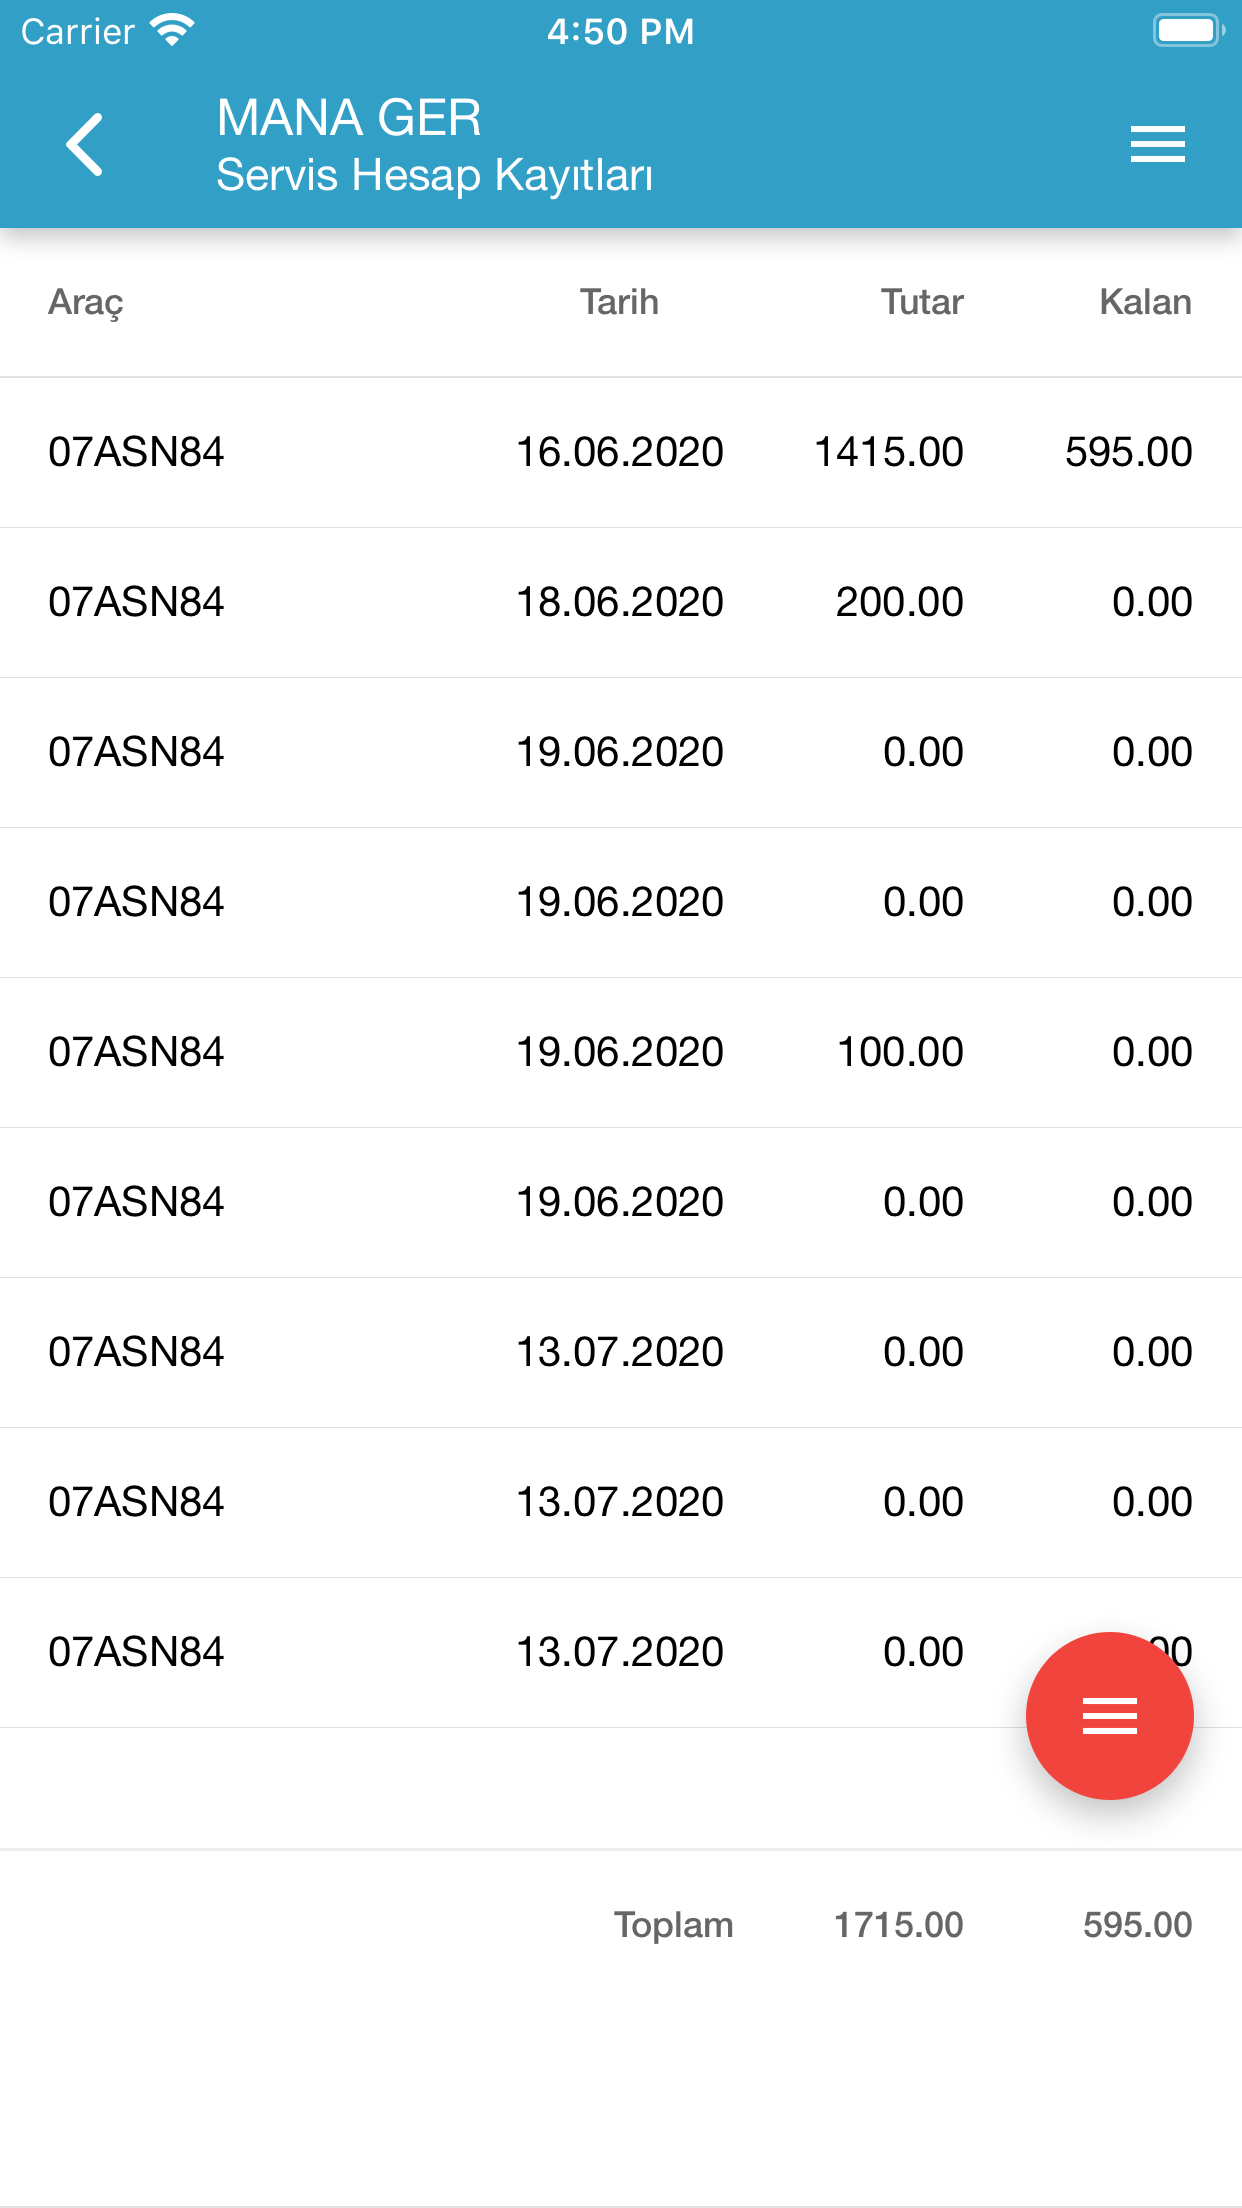 Carrier 4:50 PM
MANA GER
Servis Hesap Kayıtları
Araç Tarih Tutar Kalan
07ASN84 16.06.2020 1415.00 595.00
07ASN84 18.06.2020 200.00 0.00
07ASN84 19.06.2020 0.00 0.00
07ASN84 19.06.2020 0.00 0.00
07ASN84 19.06.2020 100.00 0.00
07ASN84 19.06.2020 0.00 0.00
07ASN84 13.07.2020 0.00 0.00
07ASN84 13.07.2020 0.00 0.00
07ASN84 13.07.2020 0.00
Toplam 1715.00 595.00